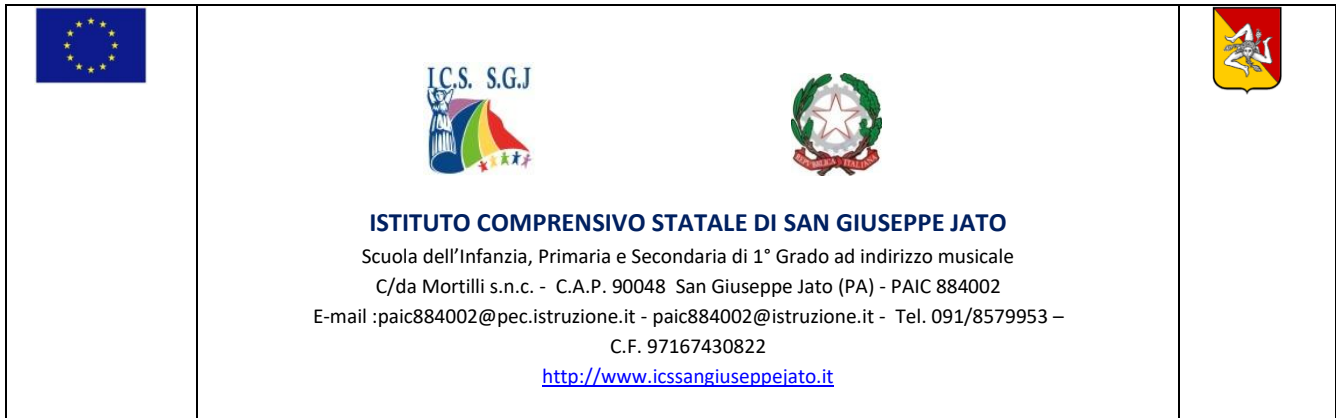 I.C.S. S.G.J
REPVBBLICA ITALIANA
ISTITUTO COMPRENSIVO STATALE DI SAN GIUSEPPE JATO
Scuola dell’Infanzia, Primaria e Secondaria di 1° Grado ad indirizzo musicale
C/da Mortilli s.n.c. - C.A.P. 90048 San Giuseppe Jato (PA) - PAIC 884002
E-mail :paic884002@pec.istruzione.it - paic884002@istruzione.it - Tel. 091/8579953 –
C.F. 97167430822
http://www.icssangiuseppejato.it